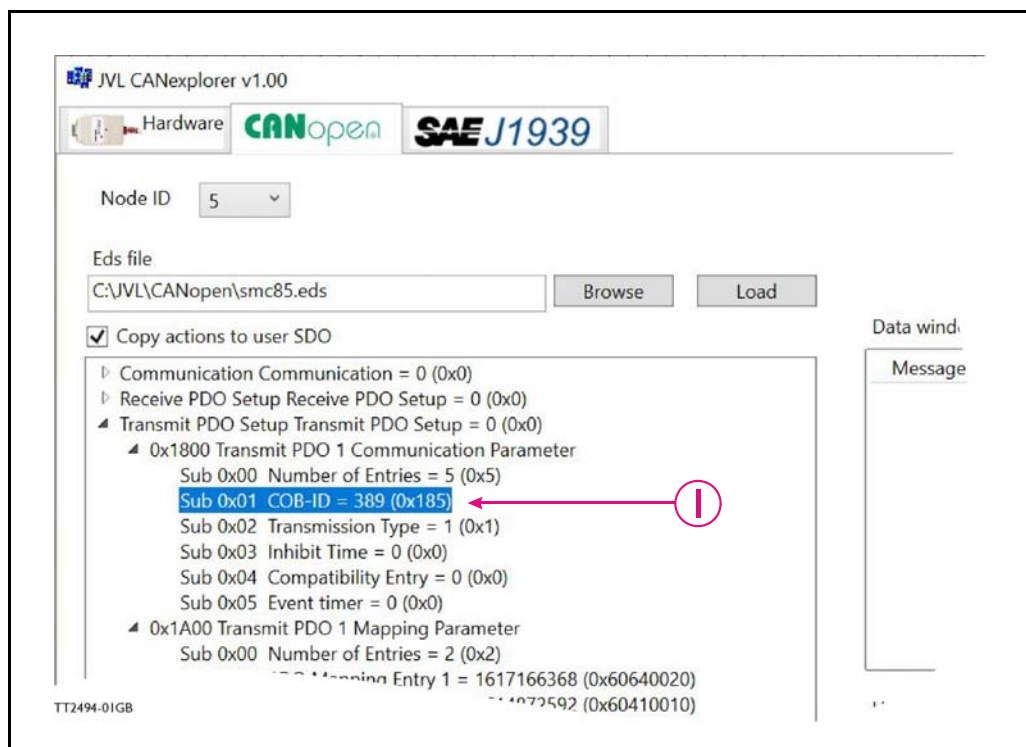 JVL CANexplorer v1.00
Hardware
CANopen
SAE J1939
Node ID 5
Eds file
C:\JVL\CANopen\smc85.eds Browse Load
Copy actions to user SDO
Data wind
Message
Communication Communication = 0 (0x0)
Receive PDO Setup Receive PDO Setup = 0 (0x0)
Transmit PDO Setup Transmit PDO Setup = 0 (0x0)
0x1800 Transmit PDO 1 Communication Parameter
Sub 0x00 Number of Entries = 5 (0x5)
Sub 0x01 COB-ID = 389 (0x185)
I
Sub 0x02 Transmission Type = 1 (0x1)
Sub 0x03 Inhibit Time = 0 (0x0)
Sub 0x04 Compatibility Entry = 0 (0x0)
Sub 0x05 Event timer = 0 (0x0)
0x1A00 Transmit PDO 1 Mapping Parameter
Sub 0x00 Number of Entries = 2 (0x2)
Mapping Entry 1 = 1617166368 (0x60640020)
72592 (0x60410010)
TT2494-01GB